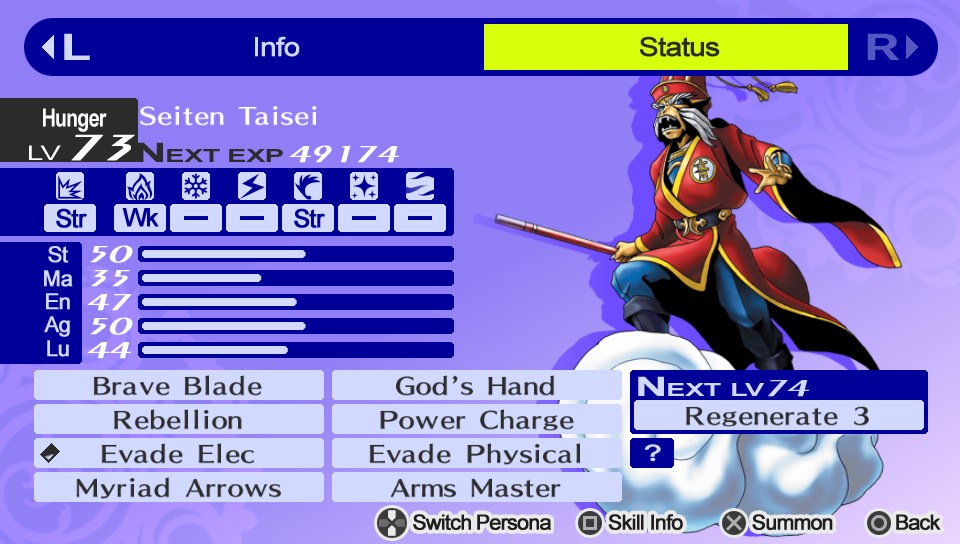 L Info Status R
Hunger Seiten Taisei
LV 73 NEXT EXP 49174
Str Wk — — Str — —
St 50
Ma 35
En 47
Ag 50
Lu 44
Brave Blade God's Hand NEXT LV 74
Rebellion Power Charge Regenerate 3
Evade Elec Evade Physical ?
Myriad Arrows Arms Master
Switch Persona Skill Info Summon Back